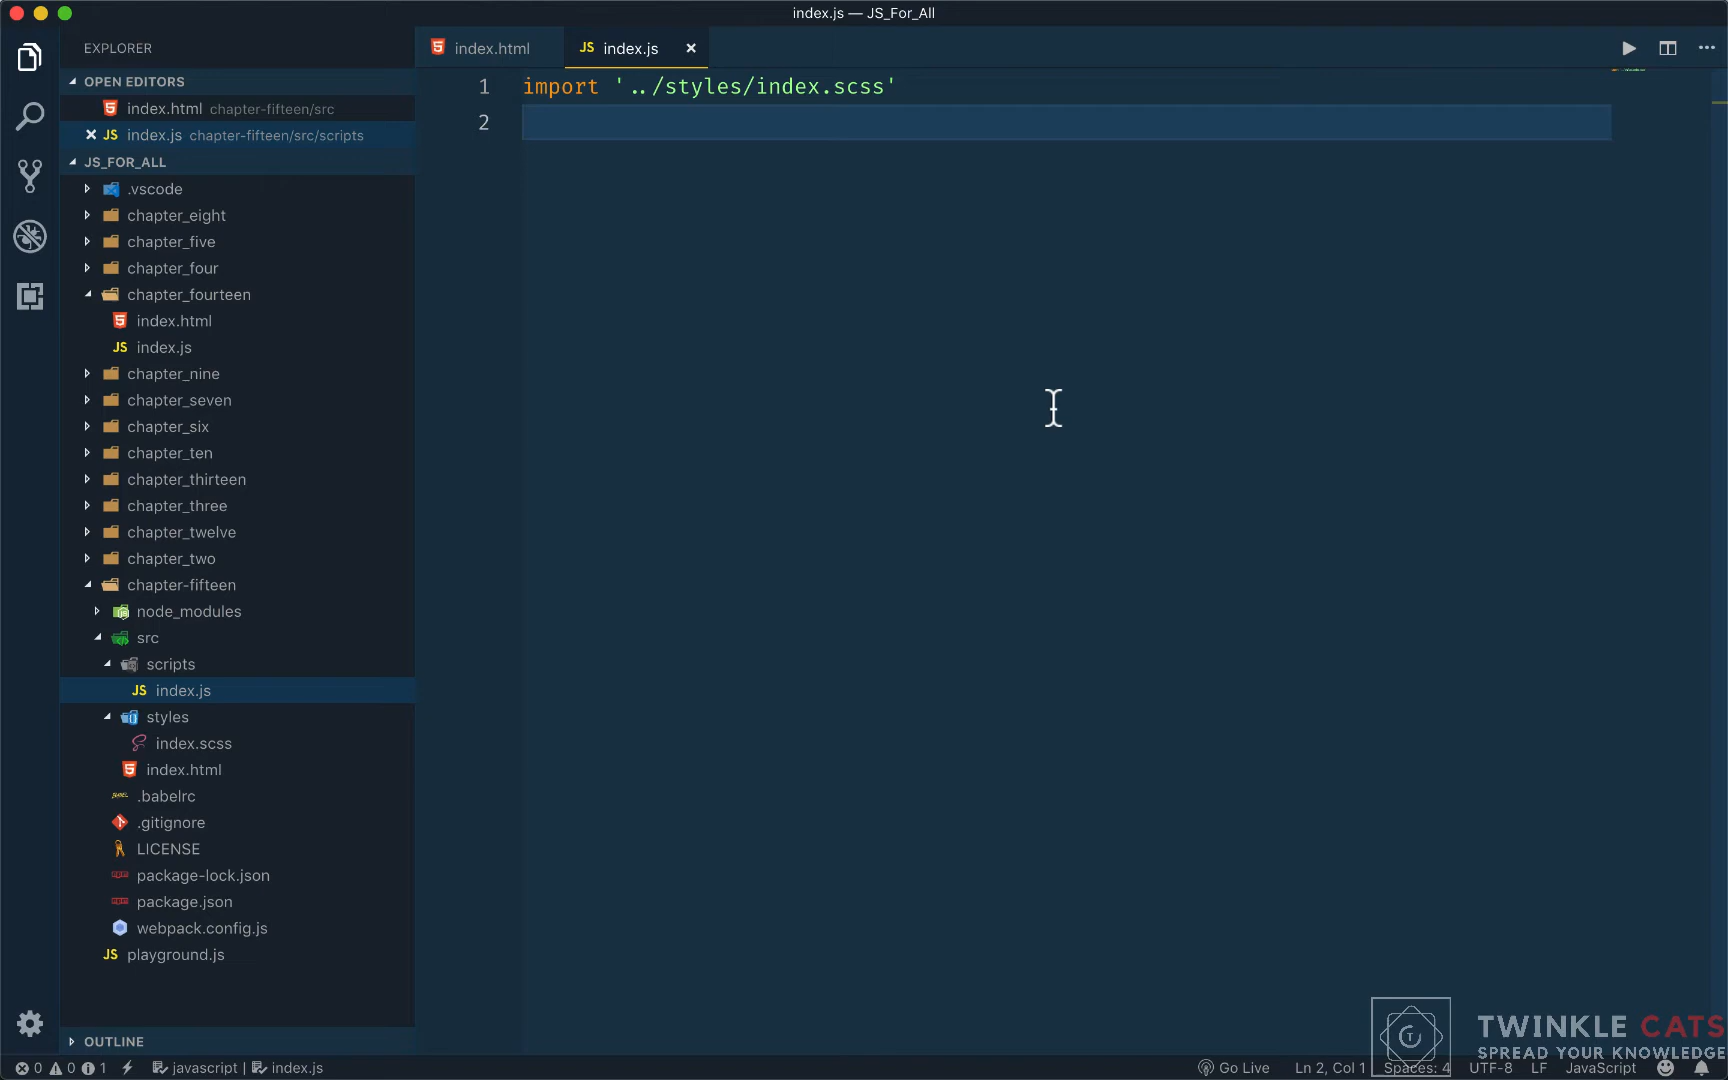 index.js — JS_For_All
EXPLORER
OPEN EDITORS
index.html chapter-fifteen/src
JS index.js chapter-fifteen/src/scripts
JS_FOR_ALL
.vscode
chapter_eight
chapter_five
chapter_four
chapter_fourteen
index.html
JS index.js
chapter_nine
chapter_seven
chapter_six
chapter_ten
chapter_thirteen
chapter_three
chapter_twelve
chapter_two
chapter-fifteen
node_modules
src
scripts
JS index.js
styles
index.scss
index.html
.babelrc
.gitignore
LICENSE
package-lock.json
package.json
webpack.config.js
JS playground.js
OUTLINE
index.html
JS index.js
1 import '../styles/index.scss'
2
TWINKLE CATS
SPREAD YOUR KNOWLEDGE
0 0 1 javascript | index.js
Go Live Ln 2, Col 1 Spaces: 4 UTF-8 LF JavaScript